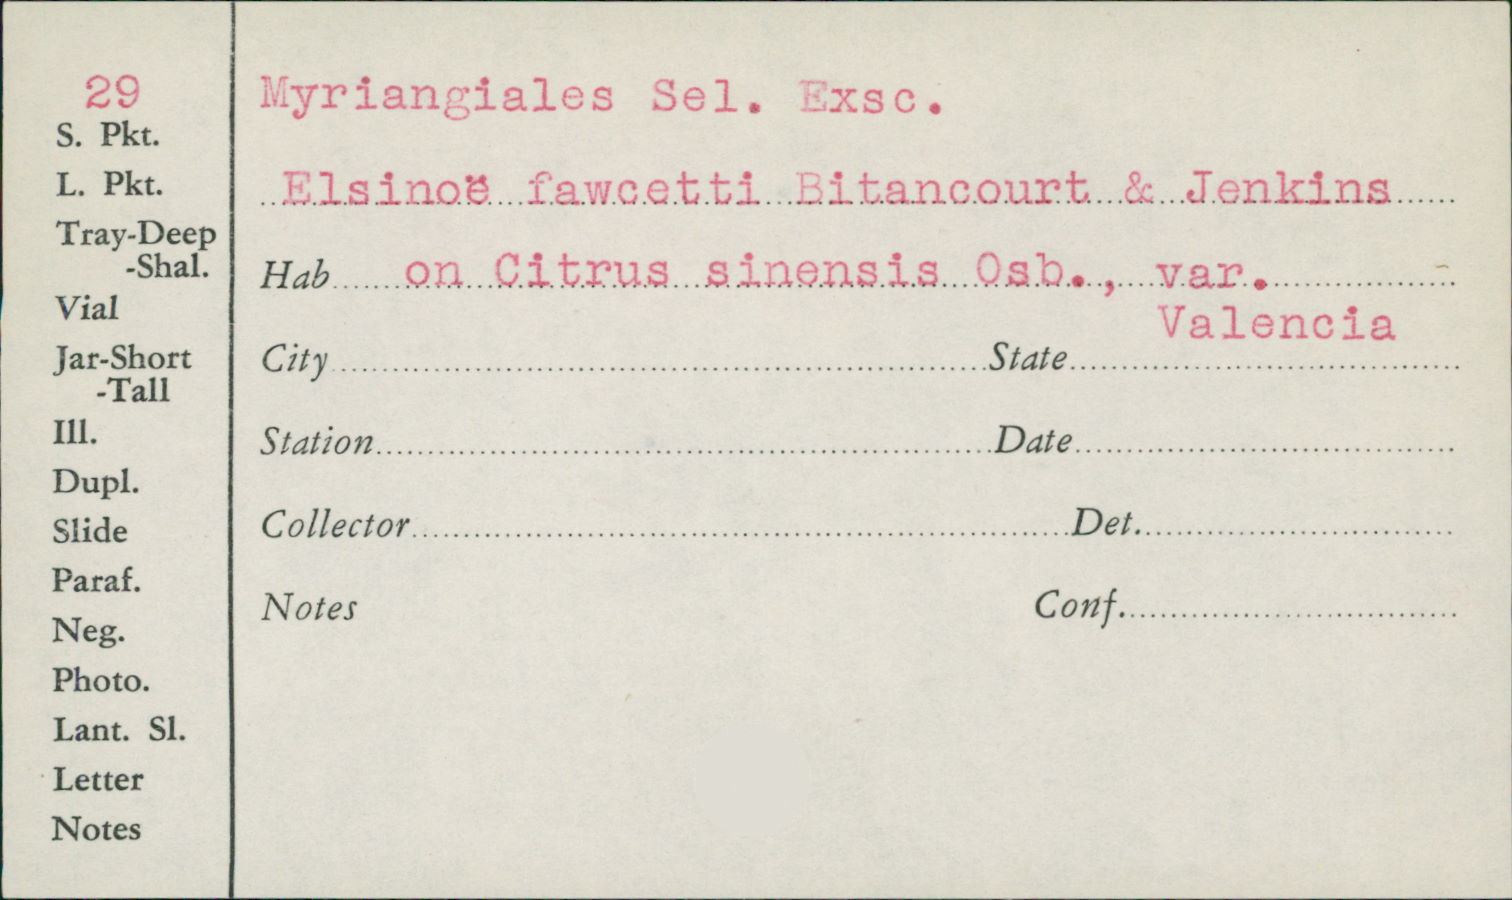 29
S. Pkt.
L. Pkt.
Tray-Deep
-Shal.
Vial
Jar-Short
-Tall
Ill.
Dupl.
Slide
Paraf.
Neg.
Photo.
Lant. Sl.
Letter
Notes
Myriangiales Sel. Exsc.
Elsinoë fawcetti Bitancourt & Jenkins
Hab on Citrus sinensis Osb., var.
Valencia
City State
Station Date
Collector Det.
Notes Conf.